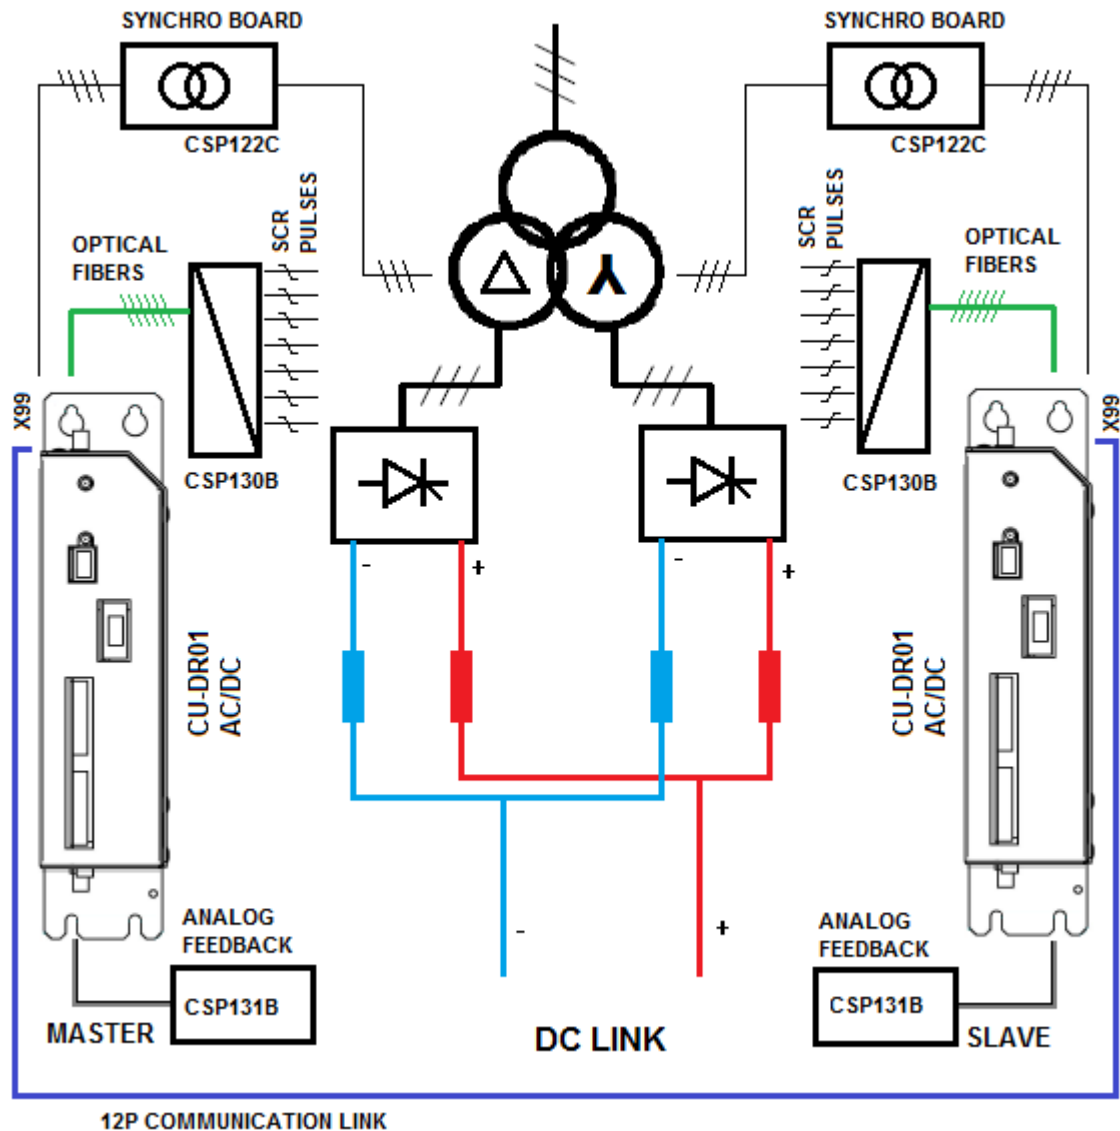 SYNCHRO BOARD
CSP122C
SYNCHRO BOARD
CSP122C
SCR
PULSES
OPTICAL
FIBERS
CSP130B
SCR
PULSES
OPTICAL
FIBERS
CSP130B
X99
X99
-
+
-
+
CU-DR01
AC/DC
CU-DR01
AC/DC
-
+
ANALOG
FEEDBACK
CSP131B
MASTER
DC LINK
ANALOG
FEEDBACK
CSP131B
SLAVE
12P COMMUNICATION LINK